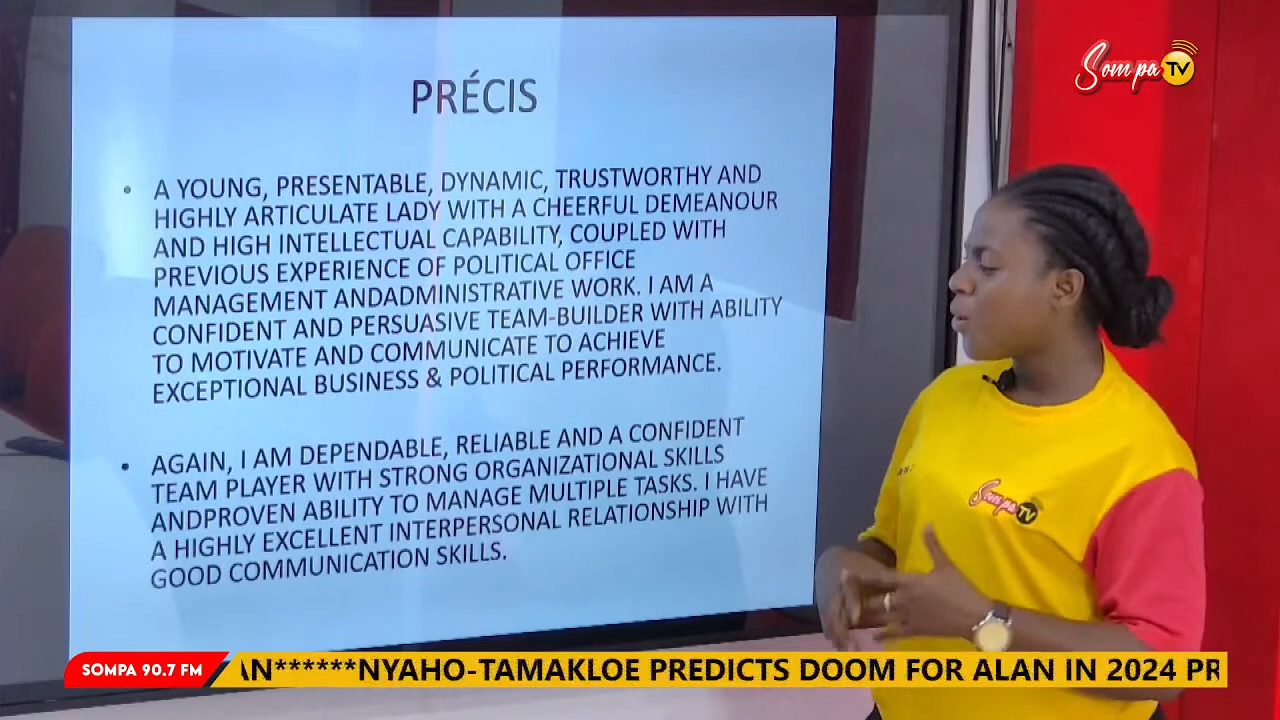 PRÉCIS
• A YOUNG, PRESENTABLE, DYNAMIC, TRUSTWORTHY AND
HIGHLY ARTICULATE LADY WITH A CHEERFUL DEMEANOUR
AND HIGH INTELLECTUAL CAPABILITY, COUPLED WITH
PREVIOUS EXPERIENCE OF POLITICAL OFFICE
MANAGEMENT ANDADMINISTRATIVE WORK. I AM A
CONFIDENT AND PERSUASIVE TEAM-BUILDER WITH ABILITY
TO MOTIVATE AND COMMUNICATE TO ACHIEVE
EXCEPTIONAL BUSINESS & POLITICAL PERFORMANCE.
• AGAIN, I AM DEPENDABLE, RELIABLE AND A CONFIDENT
TEAM PLAYER WITH STRONG ORGANIZATIONAL SKILLS
ANDPROVEN ABILITY TO MANAGE MULTIPLE TASKS. I HAVE
A HIGHLY EXCELLENT INTERPERSONAL RELATIONSHIP WITH
GOOD COMMUNICATION SKILLS.
Sompa TV
Sompa TV
SOMPA 90.7 FM
AN******NYAHO-TAMAKLOE PREDICTS DOOM FOR ALAN IN 2024 PR